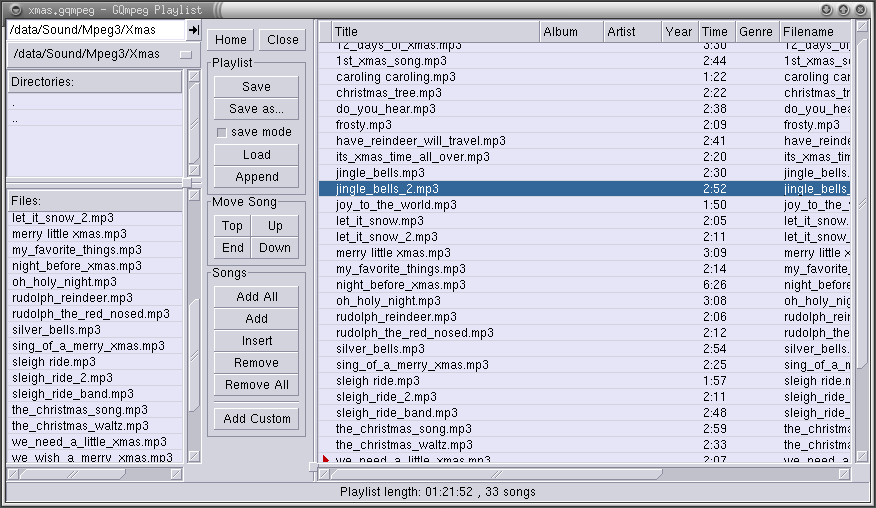 xmas.gqmpeg - GQmpeg Playlist
/data/Sound/Mpeg3/Xmas
/data/Sound/Mpeg3/Xmas
Directories:
.
..
Files:
let_it_snow_2.mp3
merry little xmas.mp3
my_favorite_things.mp3
night_before_xmas.mp3
oh_holy_night.mp3
rudolph_reindeer.mp3
rudolph_the_red_nosed.mp3
silver_bells.mp3
sing_of_a_merry_xmas.mp3
sleigh ride.mp3
sleigh_ride_2.mp3
sleigh_ride_band.mp3
the_christmas_song.mp3
the_christmas_waltz.mp3
we_need_a_little_xmas.mp3
we_wish_a_merry_xmas.mp3
Home Close
Playlist
Save
Save as...
save mode
Load
Append
Move Song
Top Up
End Down
Songs
Add All
Add
Insert
Remove
Remove All
Add Custom
Title Album Artist Year Time Genre Filename
12_days_of_xmas.mp3 3:30 12_days_of
1st_xmas_song.mp3 2:44 1st_xmas_so
caroling caroling.mp3 1:22 caroling car
christmas_tree.mp3 2:22 christmas_tr
do_you_hear.mp3 2:38 do_you_hea
frosty.mp3 2:09 frosty.mp3
have_reindeer_will_travel.mp3 2:41 have_reinde
its_xmas_time_all_over.mp3 2:20 its_xmas_tim
jingle_bells.mp3 2:30 jingle_bells.
jingle_bells_2.mp3 2:52 jingle_bells_
joy_to_the_world.mp3 1:50 joy_to_the_w
let_it_snow.mp3 2:05 let_it_snow.
let_it_snow_2.mp3 2:11 let_it_snow_
merry little xmas.mp3 3:09 merry little x
my_favorite_things.mp3 2:14 my_favorite_
night_before_xmas.mp3 6:26 night_before
oh_holy_night.mp3 3:08 oh_holy_nigh
rudolph_reindeer.mp3 2:06 rudolph_rein
rudolph_the_red_nosed.mp3 2:12 rudolph_the
silver_bells.mp3 2:54 silver_bells.
sing_of_a_merry_xmas.mp3 2:25 sing_of_a_m
sleigh ride.mp3 1:57 sleigh ride.m
sleigh_ride_2.mp3 2:11 sleigh_ride_
sleigh_ride_band.mp3 2:48 sleigh_ride_
the_christmas_song.mp3 2:59 the_christm
the_christmas_waltz.mp3 2:33 the_christm
we_need_a_little_xmas.mp3 2:07 we_need_a
Playlist length: 01:21:52 , 33 songs